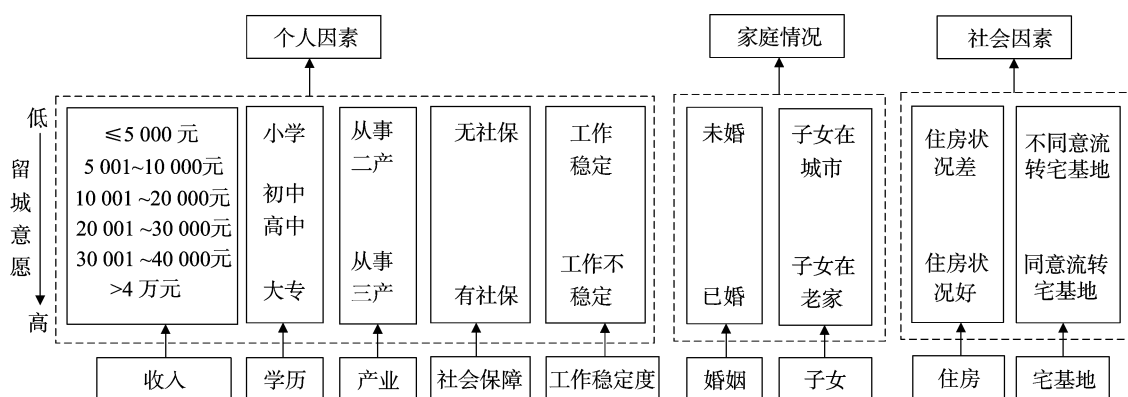 个人因素
家庭情况
社会因素
低
留城意愿
高
≤5 000 元
5 001~10 000元
10 001 ~20 000元
20 001 ~30 000元
30 001 ~40 000元
>4 万元
小学
初中
高中
大专
从事
二产
从事
三产
无社保
有社保
工作
稳定
工作不
稳定
未婚
已婚
子女在
城市
子女在
老家
住房状
况差
住房状
况好
不同意流
转宅基地
同意流转
宅基地
收入
学历
产业
社会保障
工作稳定度
婚姻
子女
住房
宅基地